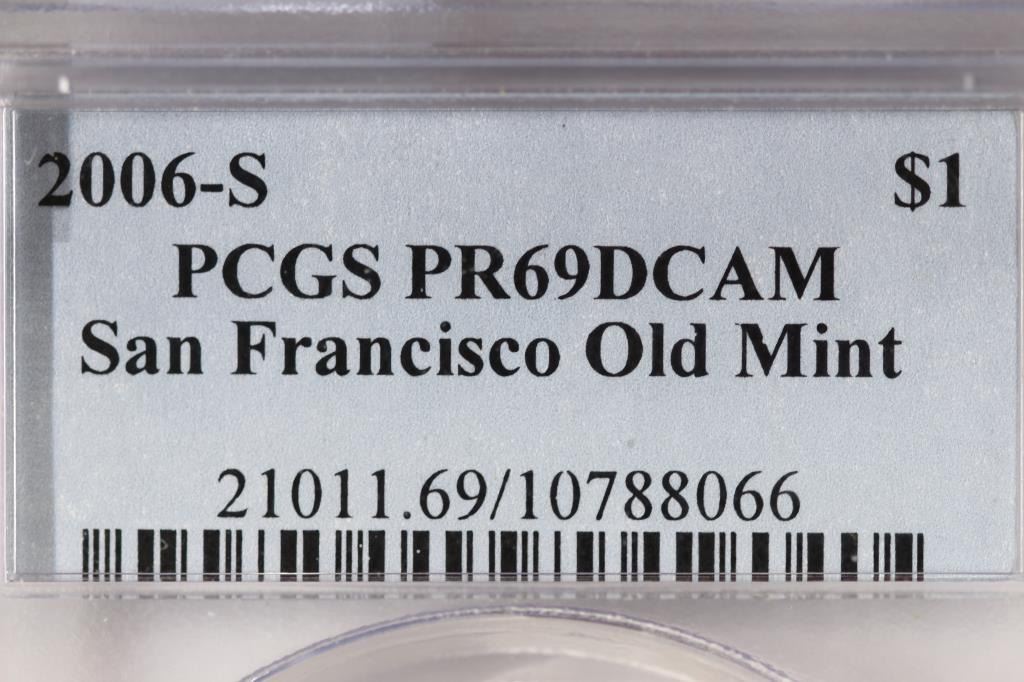 2006-S $1
PCGS PR69DCAM
San Francisco Old Mint
21011.69/10788066